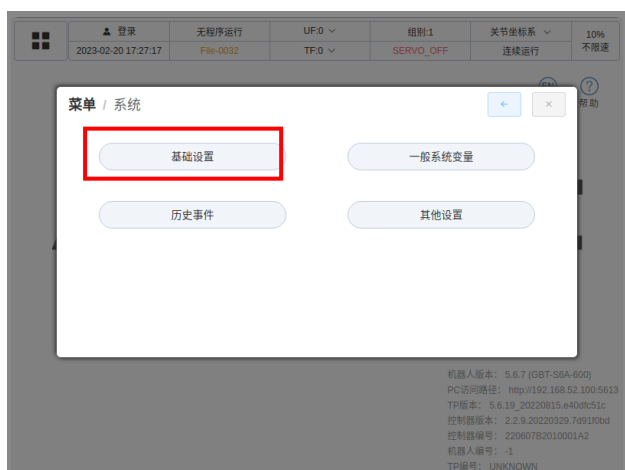 登录 无程序运行 UF:0 组别:1 关节坐标系 10%
2023-02-20 17:27:17 File-0032 TF:0 SERVO_OFF 连续运行 不限速
EN ?
菜单 / 系统 ← × 帮助
基础设置 一般系统变量
历史事件 其他设置
机器人版本: 5.6.7 (GBT-S6A-600)
PC访问路径: http://192.168.52.100:5613
TP版本: 5.6.19_20220815.e40dfc51c
控制器版本: 2.2.9.20220329.7d91f0bd
控制器编号: 220607B2010001A2
机器人编号: -1
TP编号: UNKNOWN